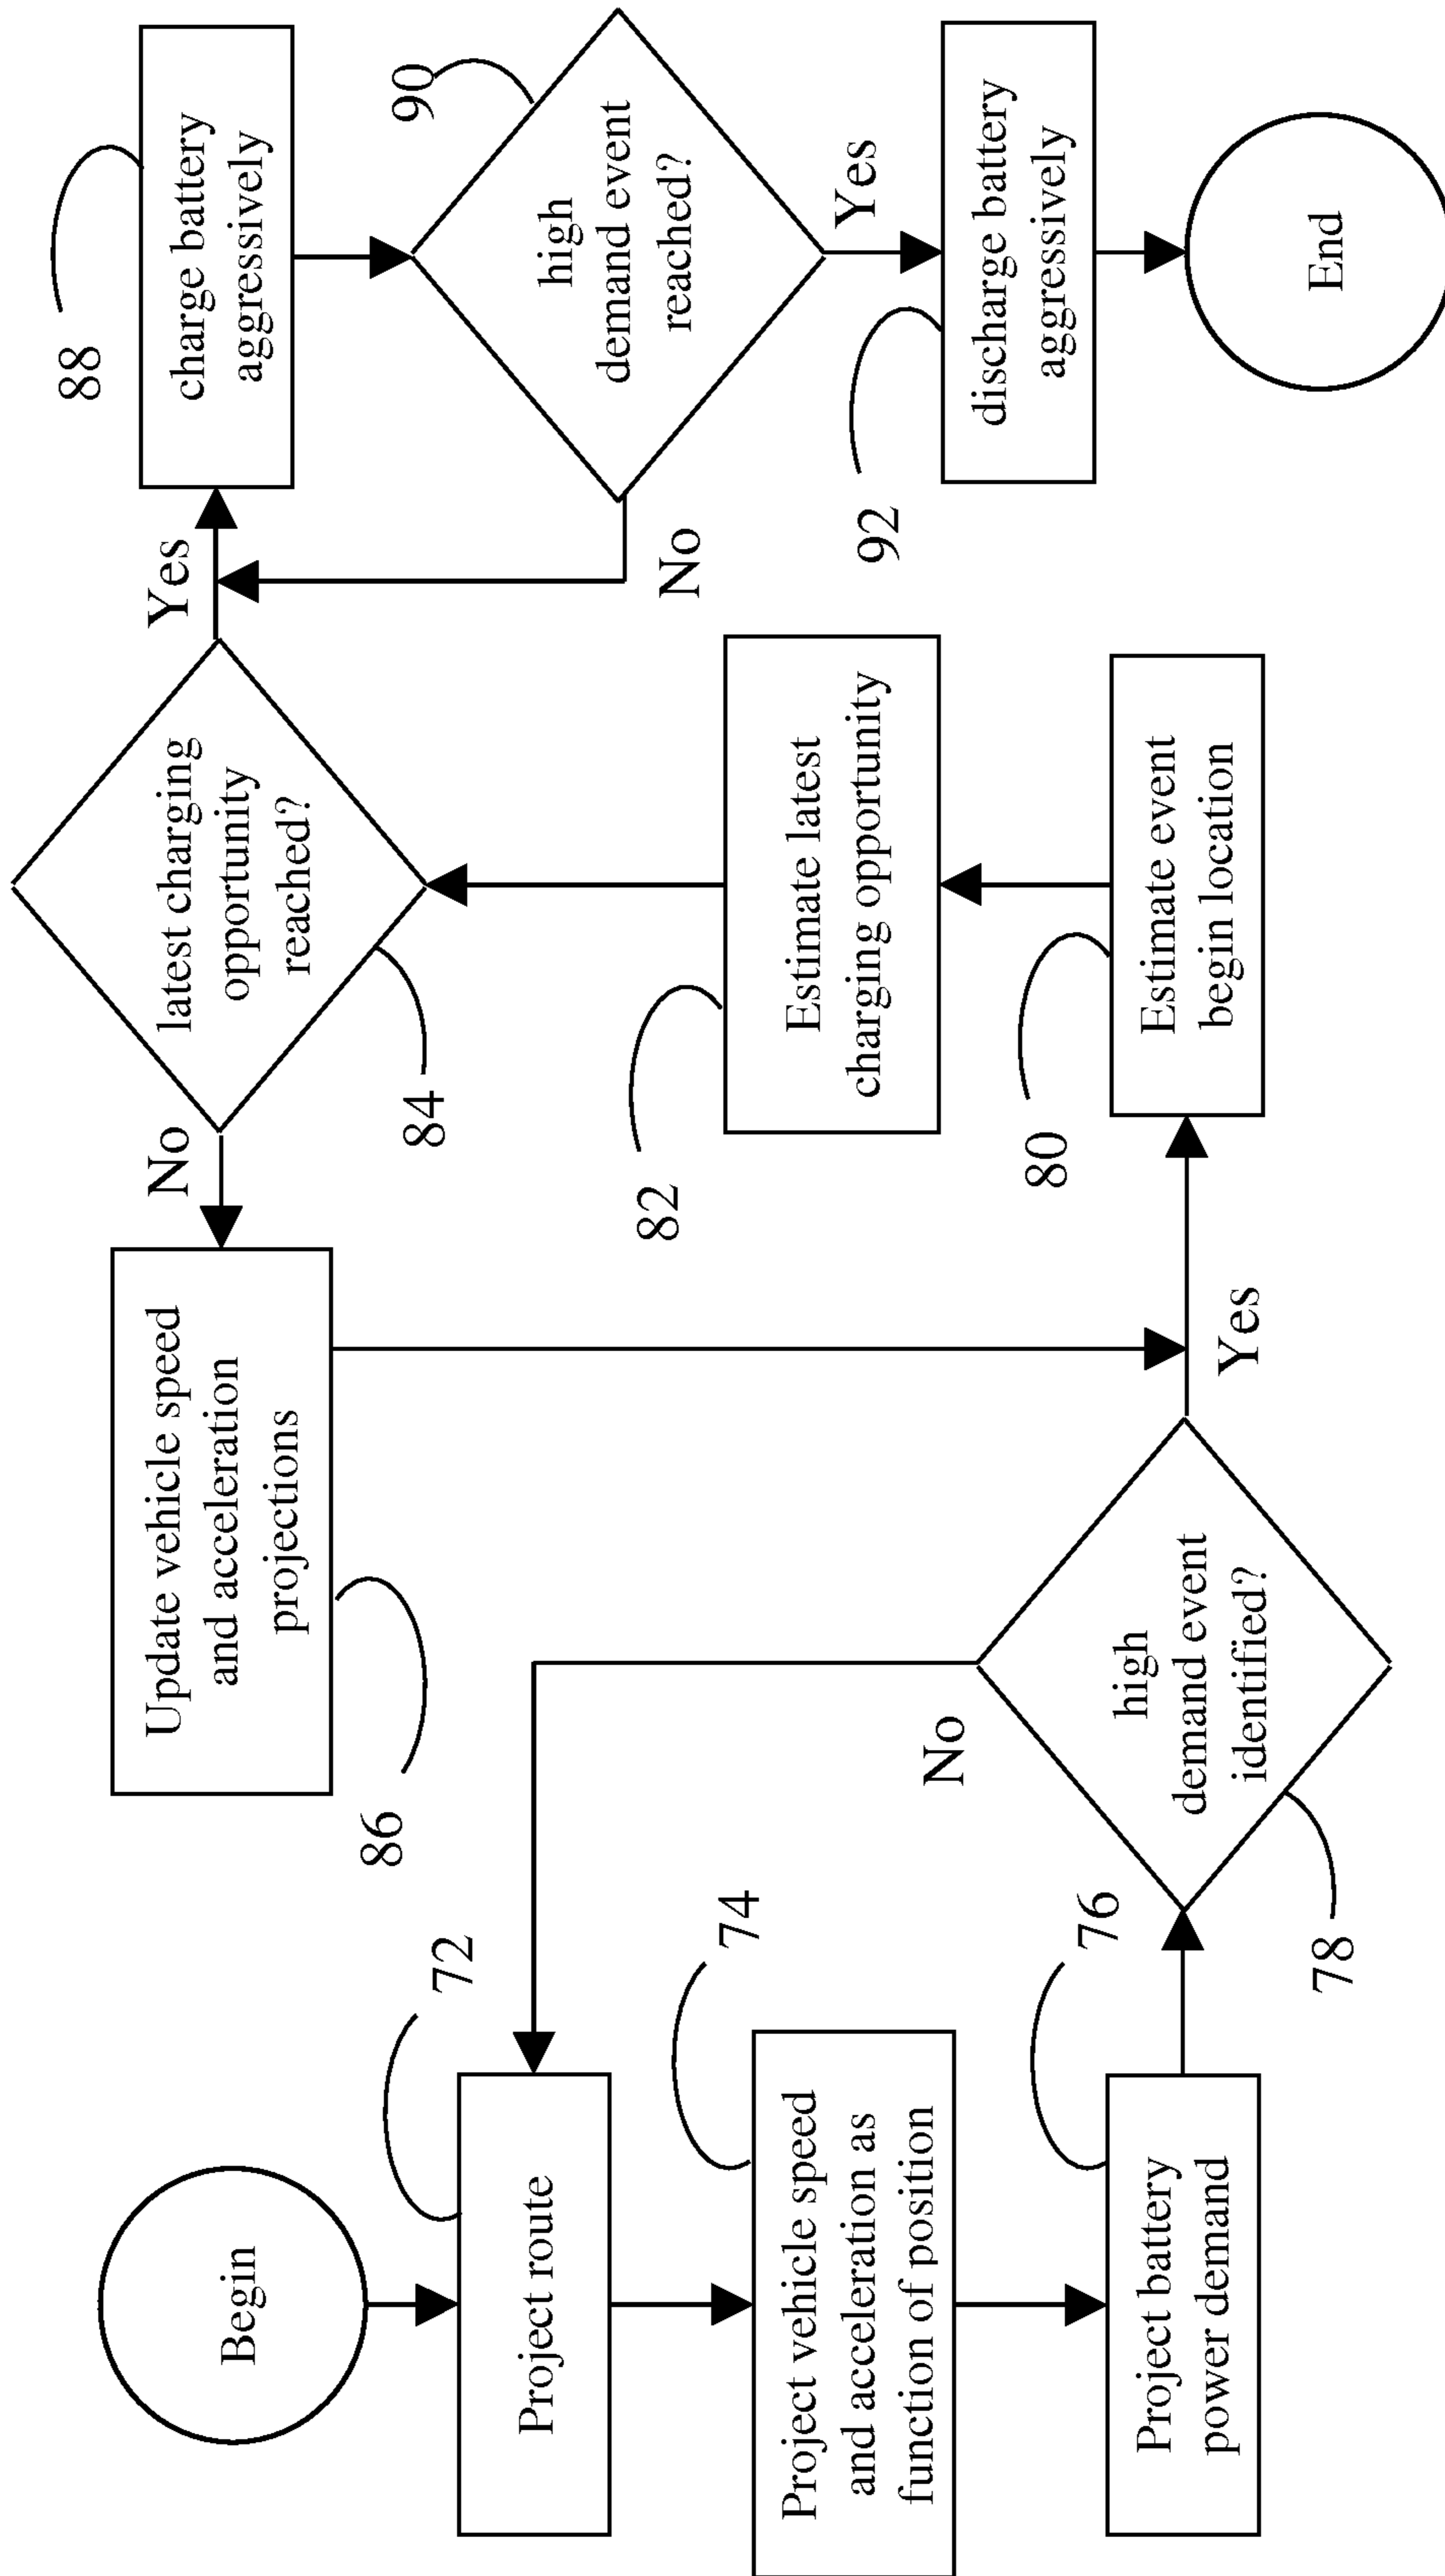 Begin
72
Project route
74
Project vehicle speed
and acceleration as
function of position
76
Project battery
power demand
78
high
demand event
identified?
No
Yes
80
Estimate event
begin location
82
Estimate latest
charging opportunity
84
latest charging
opportunity
reached?
No
Yes
86
Update vehicle speed
and acceleration
projections
88
charge battery
aggressively
90
high
demand event
reached?
No
Yes
92
discharge battery
aggressively
End